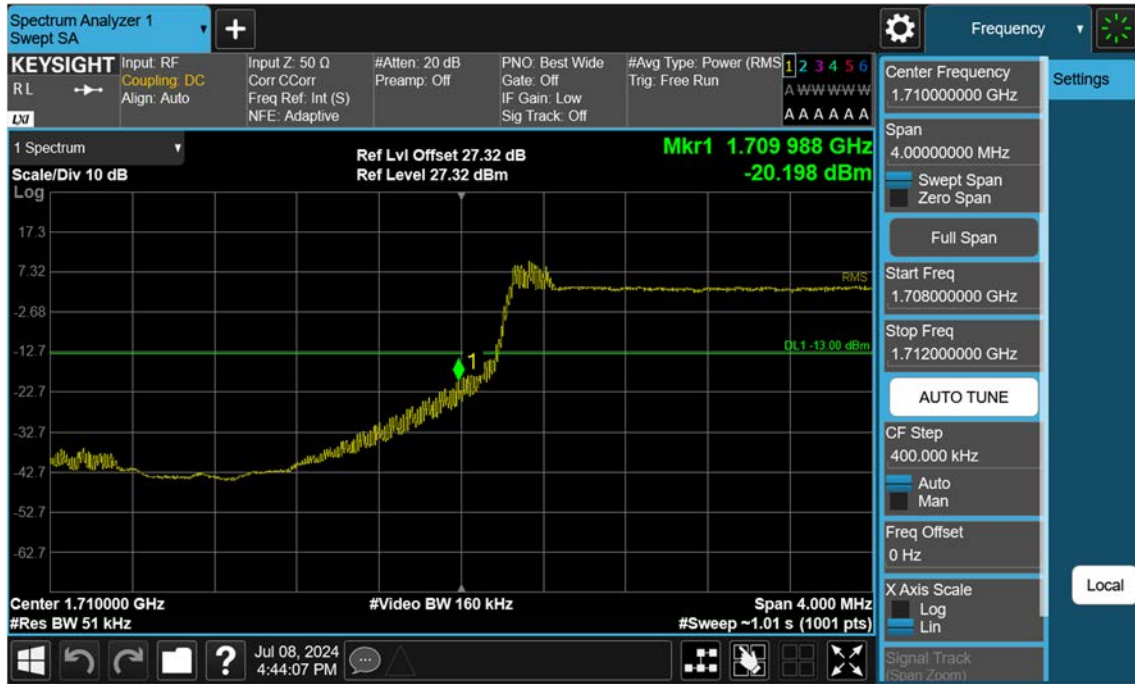 Spectrum Analyzer 1
Swept SA
Frequency
KEYSIGHT
RL
LXI
Input: RF
Coupling: DC
Align: Auto
Input Z: 50 Ω
Corr CCorr
Freq Ref: Int (S)
NFE: Adaptive
#Atten: 20 dB
Preamp: Off
PNO: Best Wide
Gate: Off
IF Gain: Low
Sig Track: Off
#Avg Type: Power (RMS
Trig: Free Run
1 2 3 4 5 6
A W W W W W
A A A A A A
Center Frequency
1.710000000 GHz
Settings
1 Spectrum
Scale/Div 10 dB
Ref Lvl Offset 27.32 dB
Ref Level 27.32 dBm
Mkr1 1.709 988 GHz
-20.198 dBm
Span
4.00000000 MHz
Swept Span
Zero Span
Full Span
Start Freq
1.708000000 GHz
Stop Freq
1.712000000 GHz
AUTO TUNE
CF Step
400.000 kHz
Auto
Man
Freq Offset
0 Hz
X Axis Scale
Log
Lin
Signal Track
(Span Zoom)
Local
Log
17.3
7.32
-2.68
-12.7
-22.7
-32.7
-42.7
-52.7
-62.7
RMS
DL1 -13.00 dBm
1
Center 1.710000 GHz
#Res BW 51 kHz
#Video BW 160 kHz
Span 4.000 MHz
#Sweep ~1.01 s (1001 pts)
?
Jul 08, 2024
4:44:07 PM